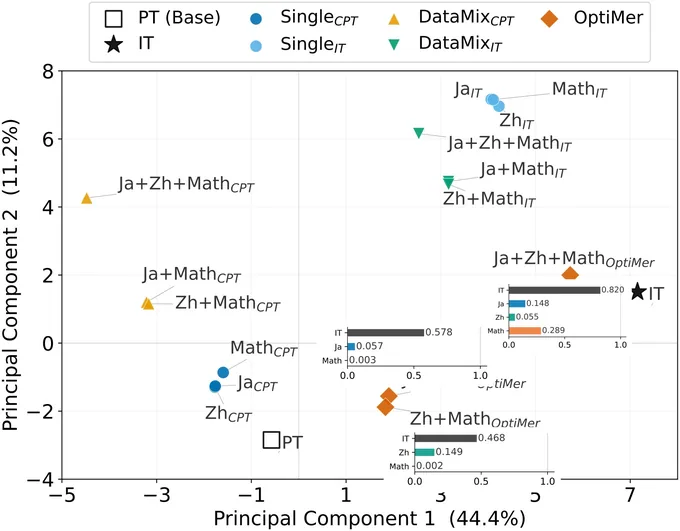 PT (Base) Single_CPT DataMix_CPT OptiMer
IT Single_IT DataMix_IT
Principal Component 2 (11.2%)
8
6
4
2
0
−2
−4
Ja_IT Math_IT
Zh_IT
Ja+Zh+Math_IT
Ja+Math_IT
Zh+Math_IT
Ja+Zh+Math_CPT
Ja+Zh+Math_OptiMer
Ja+Math_CPT
Zh+Math_CPT
IT
IT 0.820
Ja 0.148
Zh 0.055
Math 0.289
0.0 0.5 1.0
IT 0.578
Ja 0.057
Math 0.003
0.0 0.5 1.0
Math_CPT
Ja_CPT
Zh_CPT
OptiMer
Zh+Math_OptiMer
PT
IT 0.468
Zh 0.149
Math 0.002
0.0 0.5 1.0
−5 −3 −1 1 3 5 7
Principal Component 1 (44.4%)